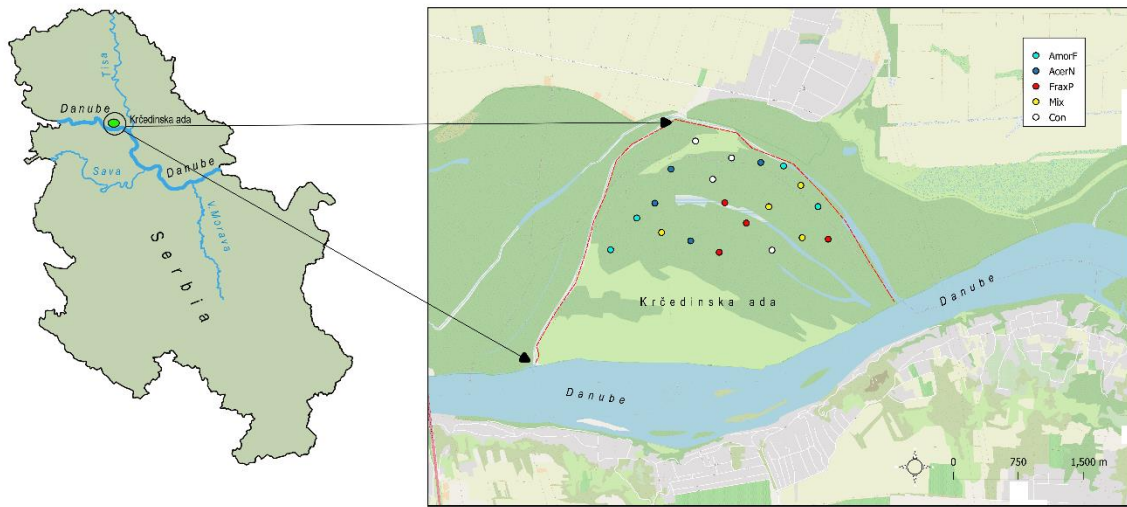 Tisa
Danube
Krčedinska ada
Sava
Danube
V. Morava
Serbia
AmorF
AcerN
FraxP
Mix
Con
Krčedinska ada
Danube
Danube
0 750 1,500 m